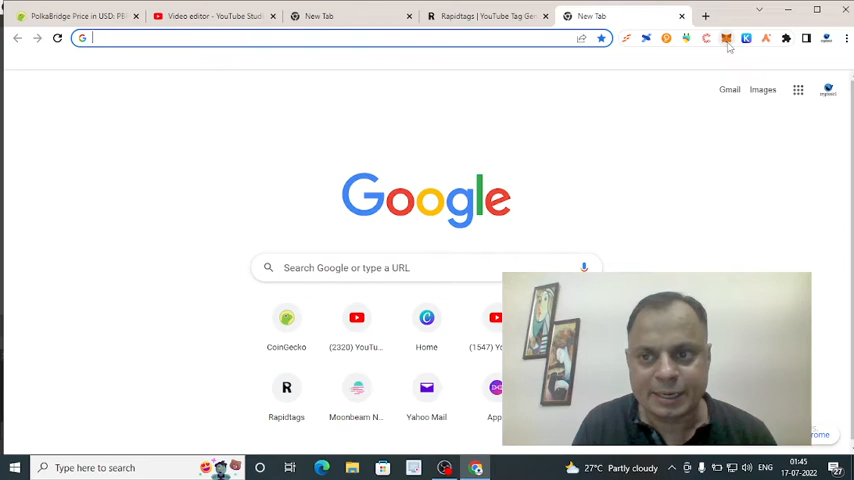 PolkaBridge Price in USD: PB
Video editor - YouTube Studi
New Tab
Rapidtags | YouTube Tag Gen
New Tab
Gmail
Images
Google
Search Google or type a URL
CoinGecko
(2320) YouTu...
Home
(1547) Yo
Rapidtags
Moonbeam N...
Yahoo Mail
App
rome
Type here to search
27°C Partly cloudy
ENG
01:45
17-07-2022
27